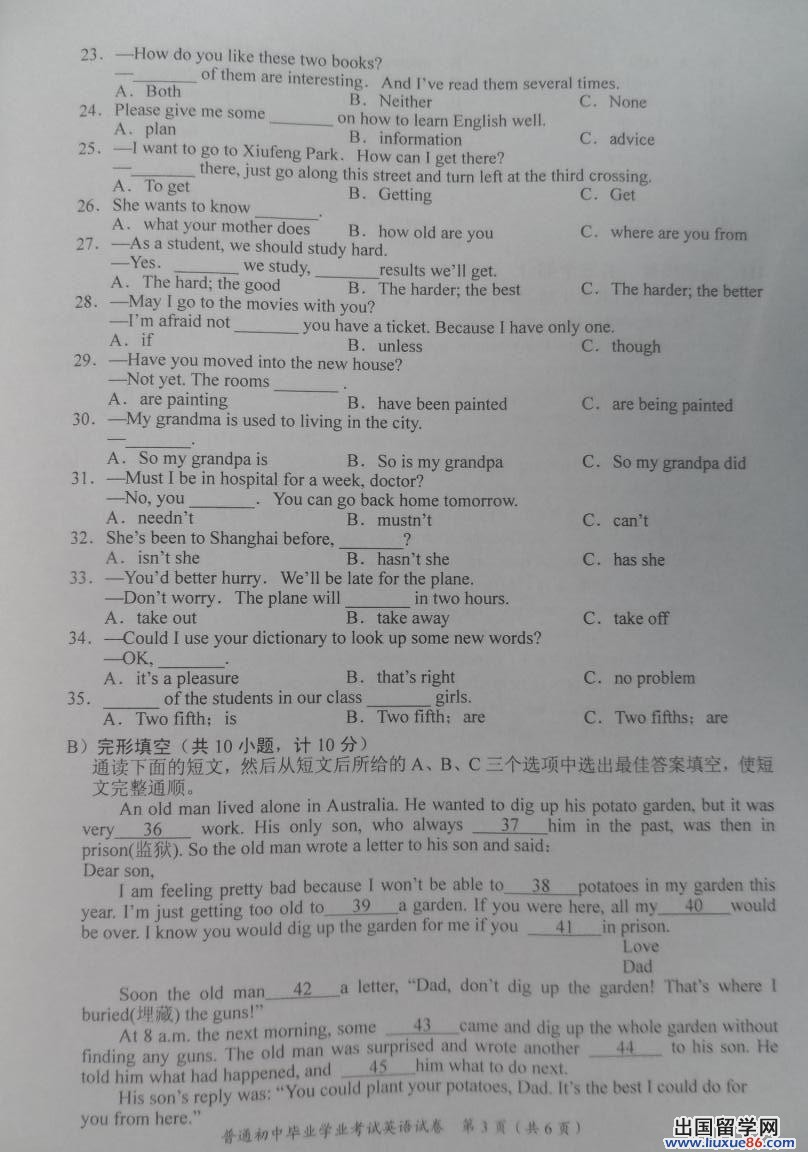 23. —How do you like these two books?
—________ of them are interesting. And I've read them several times.
A. Both B. Neither C. None
24. Please give me some ________ on how to learn English well.
A. plan B. information C. advice
25. —I want to go to Xiufeng Park. How can I get there?
—________ there, just go along this street and turn left at the third crossing.
A. To get B. Getting C. Get
26. She wants to know ________.
A. what your mother does B. how old are you C. where are you from
27. —As a student, we should study hard.
—Yes. ________ we study, ________results we'll get.
A. The hard; the good B. The harder; the best C. The harder; the better
28. —May I go to the movies with you?
—I'm afraid not ________ you have a ticket. Because I have only one.
A. if B. unless C. though
29. —Have you moved into the new house?
—Not yet. The rooms ________ .
A. are painting B. have been painted C. are being painted
30. —My grandma is used to living in the city.
—________.
A. So my grandpa is B. So is my grandpa C. So my grandpa did
31. —Must I be in hospital for a week, doctor?
—No, you ________. You can go back home tomorrow.
A. needn't B. mustn't C. can't
32. She's been to Shanghai before, ________?
A. isn't she B. hasn't she C. has she
33. —You'd better hurry. We'll be late for the plane.
—Don't worry. The plane will ________ in two hours.
A. take out B. take away C. take off
34. —Could I use your dictionary to look up some new words?
—OK, ________.
A. it's a pleasure B. that's right C. no problem
35. ________ of the students in our class ________ girls.
A. Two fifth; is B. Two fifth; are C. Two fifths; are
B）完形填空（共 10 小题，计 10 分）
通读下面的短文，然后从短文后所给的 A、B、C 三个选项中选出最佳答案填空，使短
文完整通顺。
An old man lived alone in Australia. He wanted to dig up his potato garden, but it was
very 36 work. His only son, who always 37 him in the past, was then in
prison(监狱). So the old man wrote a letter to his son and said:
Dear son,
I am feeling pretty bad because I won't be able to 38 potatoes in my garden this
year. I'm just getting too old to 39 a garden. If you were here, all my 40 would
be over. I know you would dig up the garden for me if you 41 in prison.
Love
Dad
Soon the old man 42 a letter, "Dad, don't dig up the garden! That's where I
buried(埋藏) the guns!"
At 8 a.m. the next morning, some 43 came and dig up the whole garden without
finding any guns. The old man was surprised and wrote another 44 to his son. He
told him what had happened, and 45 him what to do next.
His son's reply was: "You could plant your potatoes, Dad. It's the best I could do for
you from here."
普通初中毕业学业考试英语试卷 第 3 页（共 6 页）
出国留学网
www.liuxue86.com